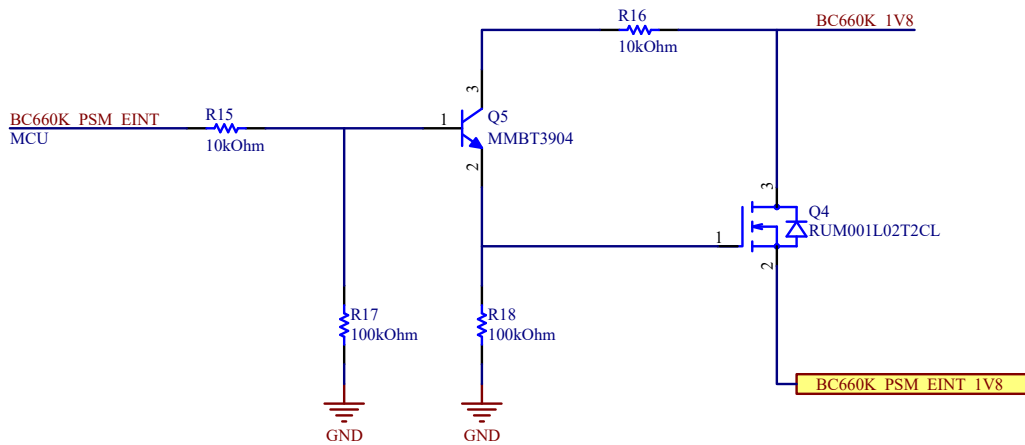 R16
BC660K_1V8
10kOhm
3
BC660K_PSM_EINT
R15
Q5
1
MCU
10kOhm
MMBT3904
2
3
Q4
1
RUM001L02T2CL
2
R17
100kOhm
R18
100kOhm
BC660K_PSM_EINT_1V8
GND
GND